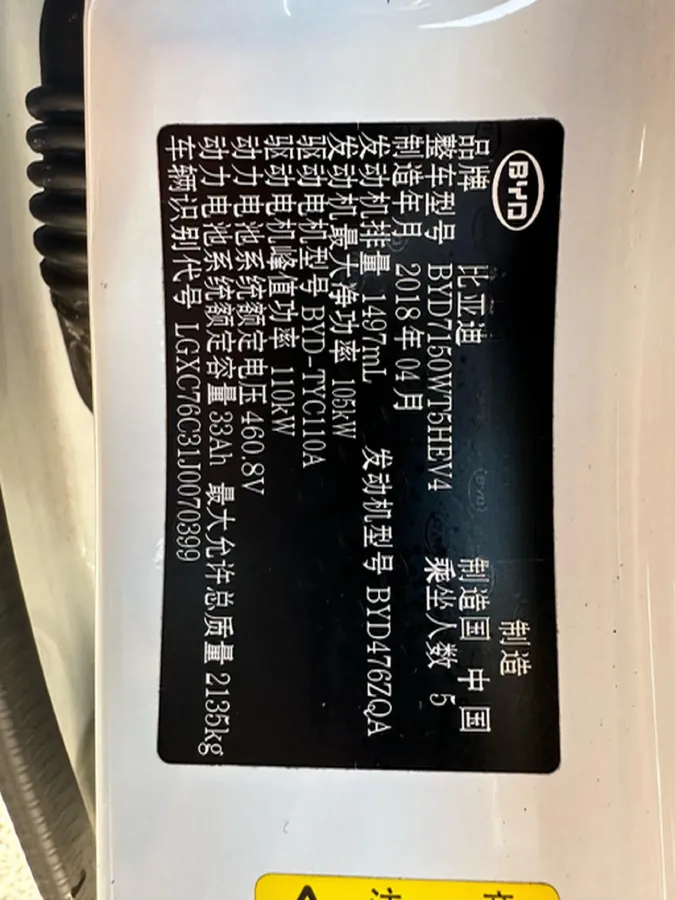 BYD 制造
品牌 比亚迪 制造国 中国
整车型号 BYD7150WT5HEV4 乘坐人数 5
制造年月 2018年04月
发动机排量 1497mL 发动机型号 BYD476ZQA
发动机最大净功率 105kW
驱动电机型号 BYD-TYC110A
驱动电机峰值功率 110kW
动力电池系统额定电压 460.8V
动力电池系统额定容量 33Ah 最大允许总质量 2135kg
车辆识别代号 LGXC76C31J0070399